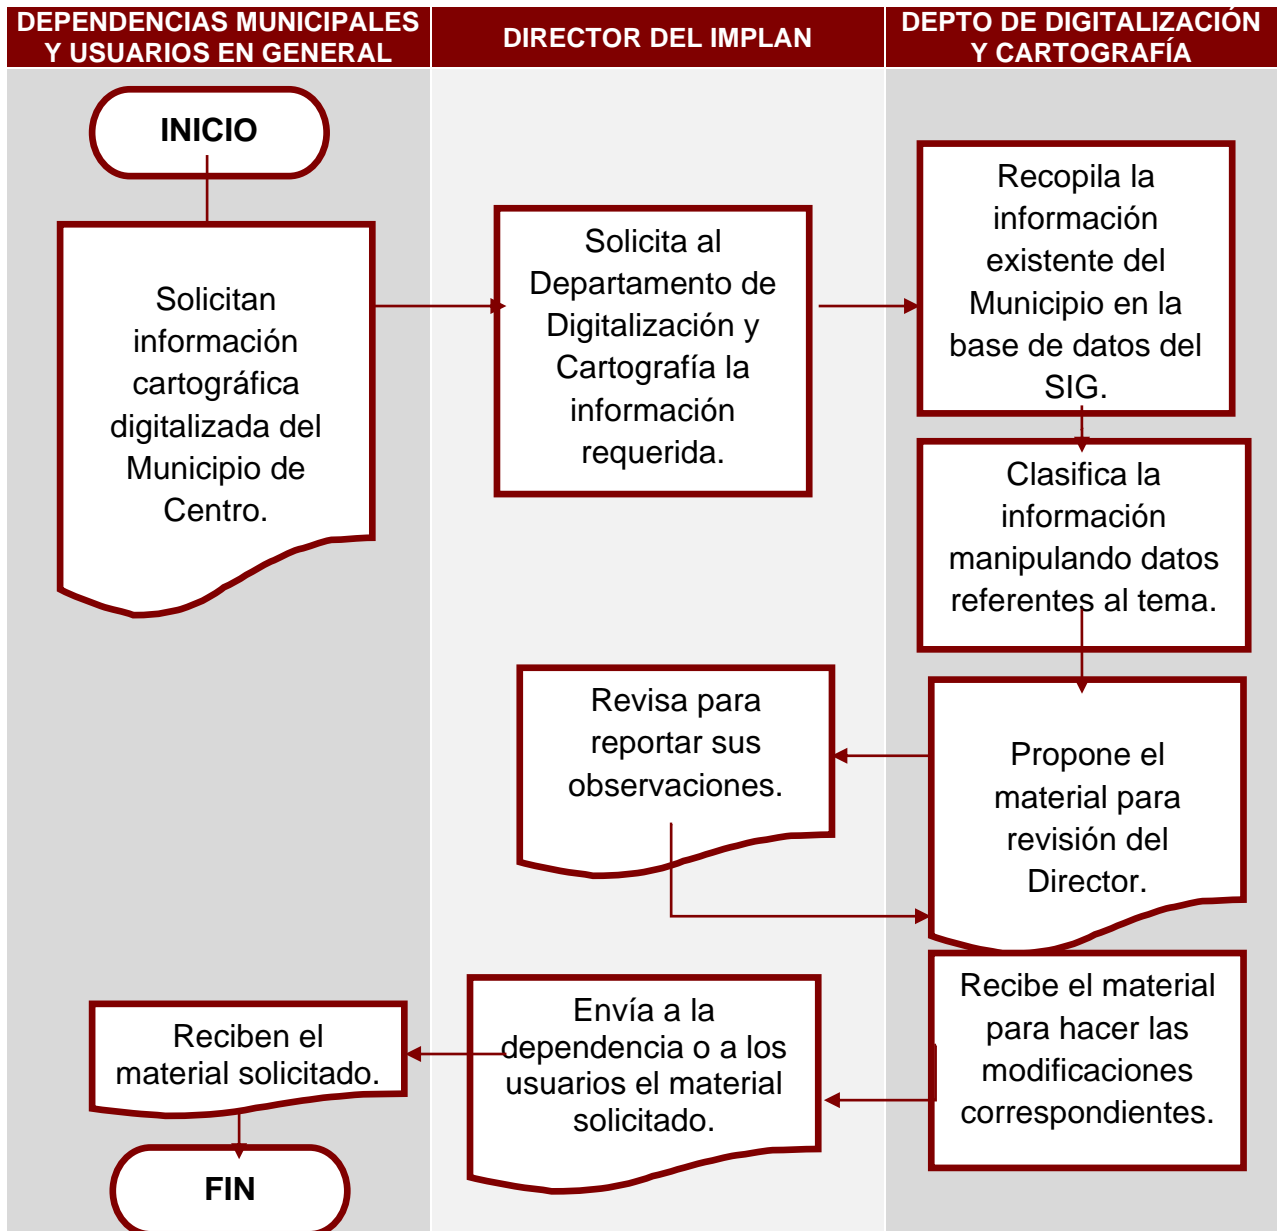 DEPENDENCIAS MUNICIPALES
Y USUARIOS EN GENERAL
DIRECTOR DEL IMPLAN
DEPTO DE DIGITALIZACIÓN
Y CARTOGRAFÍA
INICIO
Solicitan
información
cartográfica
digitalizada del
Municipio de
Centro.
Solicita al
Departamento de
Digitalización y
Cartografía la
información
requerida.
Recopila la
información
existente del
Municipio en la
base de datos del
SIG.
Clasifica la
información
manipulando datos
referentes al tema.
Propone el
material para
revisión del
Director.
Revisa para
reportar sus
observaciones.
Recibe el material
para hacer las
modificaciones
correspondientes.
Envía a la
dependencia o a los
usuarios el material
solicitado.
Reciben el
material solicitado.
FIN